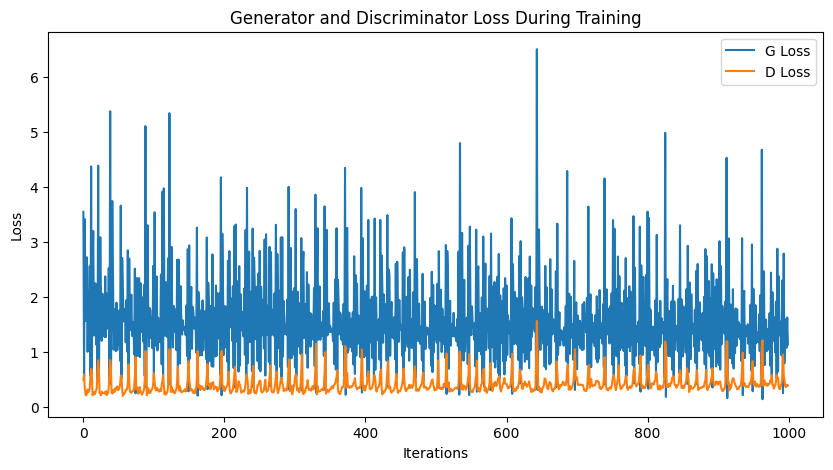 Generator and Discriminator Loss During Training
G Loss
D Loss
6
5
4
3
2
1
0
Loss
0
200
400
600
800
1000
Iterations